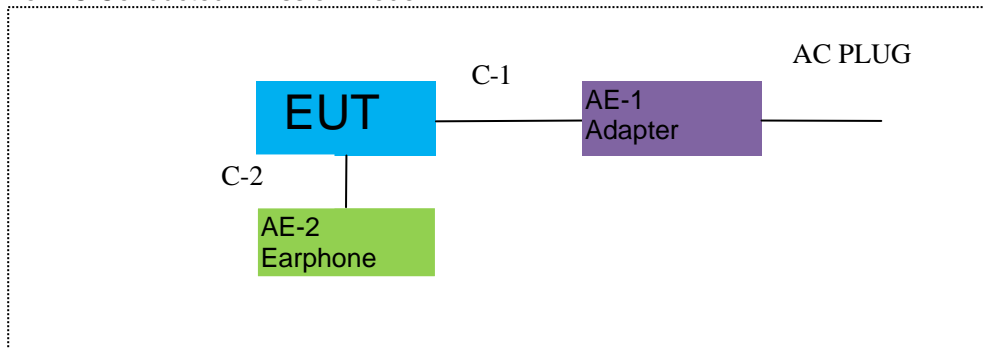 AC PLUG
C-1
EUT
AE-1
Adapter
C-2
AE-2
Earphone